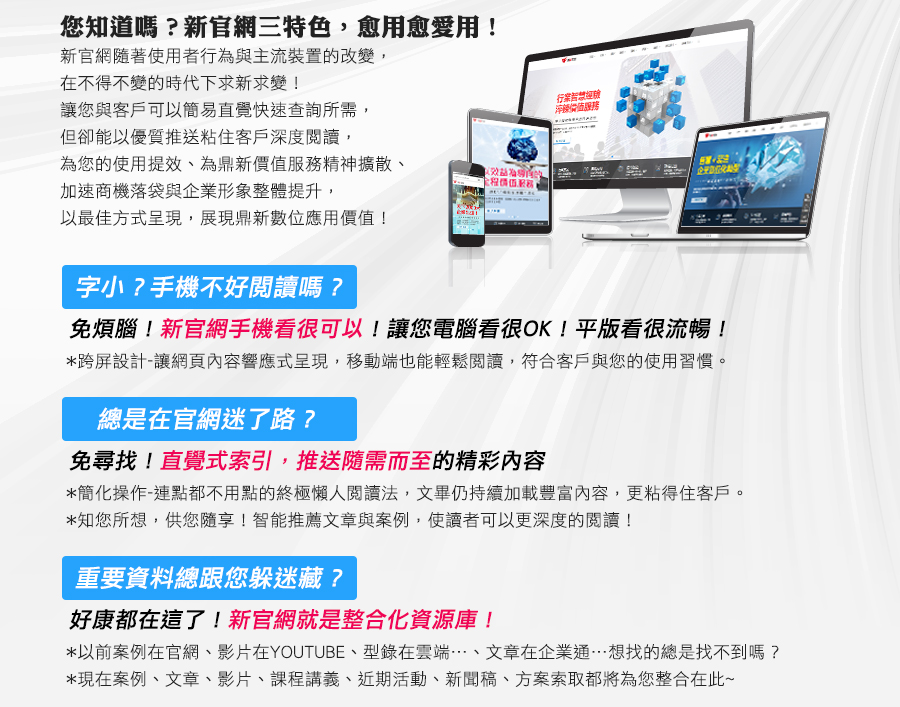 您知道嗎？新官網三特色，愈用愈愛用！
新官網隨著使用者行為與主流裝置的改變，
在不得不變的時代下求新求變！
讓您與客戶可以簡易直覺快速查詢所需，
但卻能以優質推送粘住客戶深度閱讀，
為您的使用提效、為鼎新價值服務精神擴散、
加速商機落袋與企業形象整體提升，
以最佳方式呈現，展現鼎新數位應用價值！
行業智慧經驗
淬鍊價值服務
字小？手機不好閱讀嗎？
免煩腦！新官網手機看很可以！讓您電腦看很OK！平版看很流暢！
*跨屏設計-讓網頁內容響應式呈現，移動端也能輕鬆閱讀，符合客戶與您的使用習慣。
總是在官網迷了路？
免尋找！直覺式索引，推送隨需而至的精彩內容
*簡化操作-連點都不用點的終極懶人閱讀法，文畢仍持續加載豐富內容，更粘得住客戶。
*知您所想，供您隨享！智能推薦文章與案例，使讀者可以更深度的閱讀！
重要資料總跟您躲迷藏？
好康都在這了！新官網就是整合化資源庫！
*以前案例在官網、影片在YOUTUBE、型錄在雲端⋯、文章在企業通⋯想找的總是找不到嗎？
*現在案例、文章、影片、課程講義、近期活動、新聞稿、方案索取都將為您整合在此~